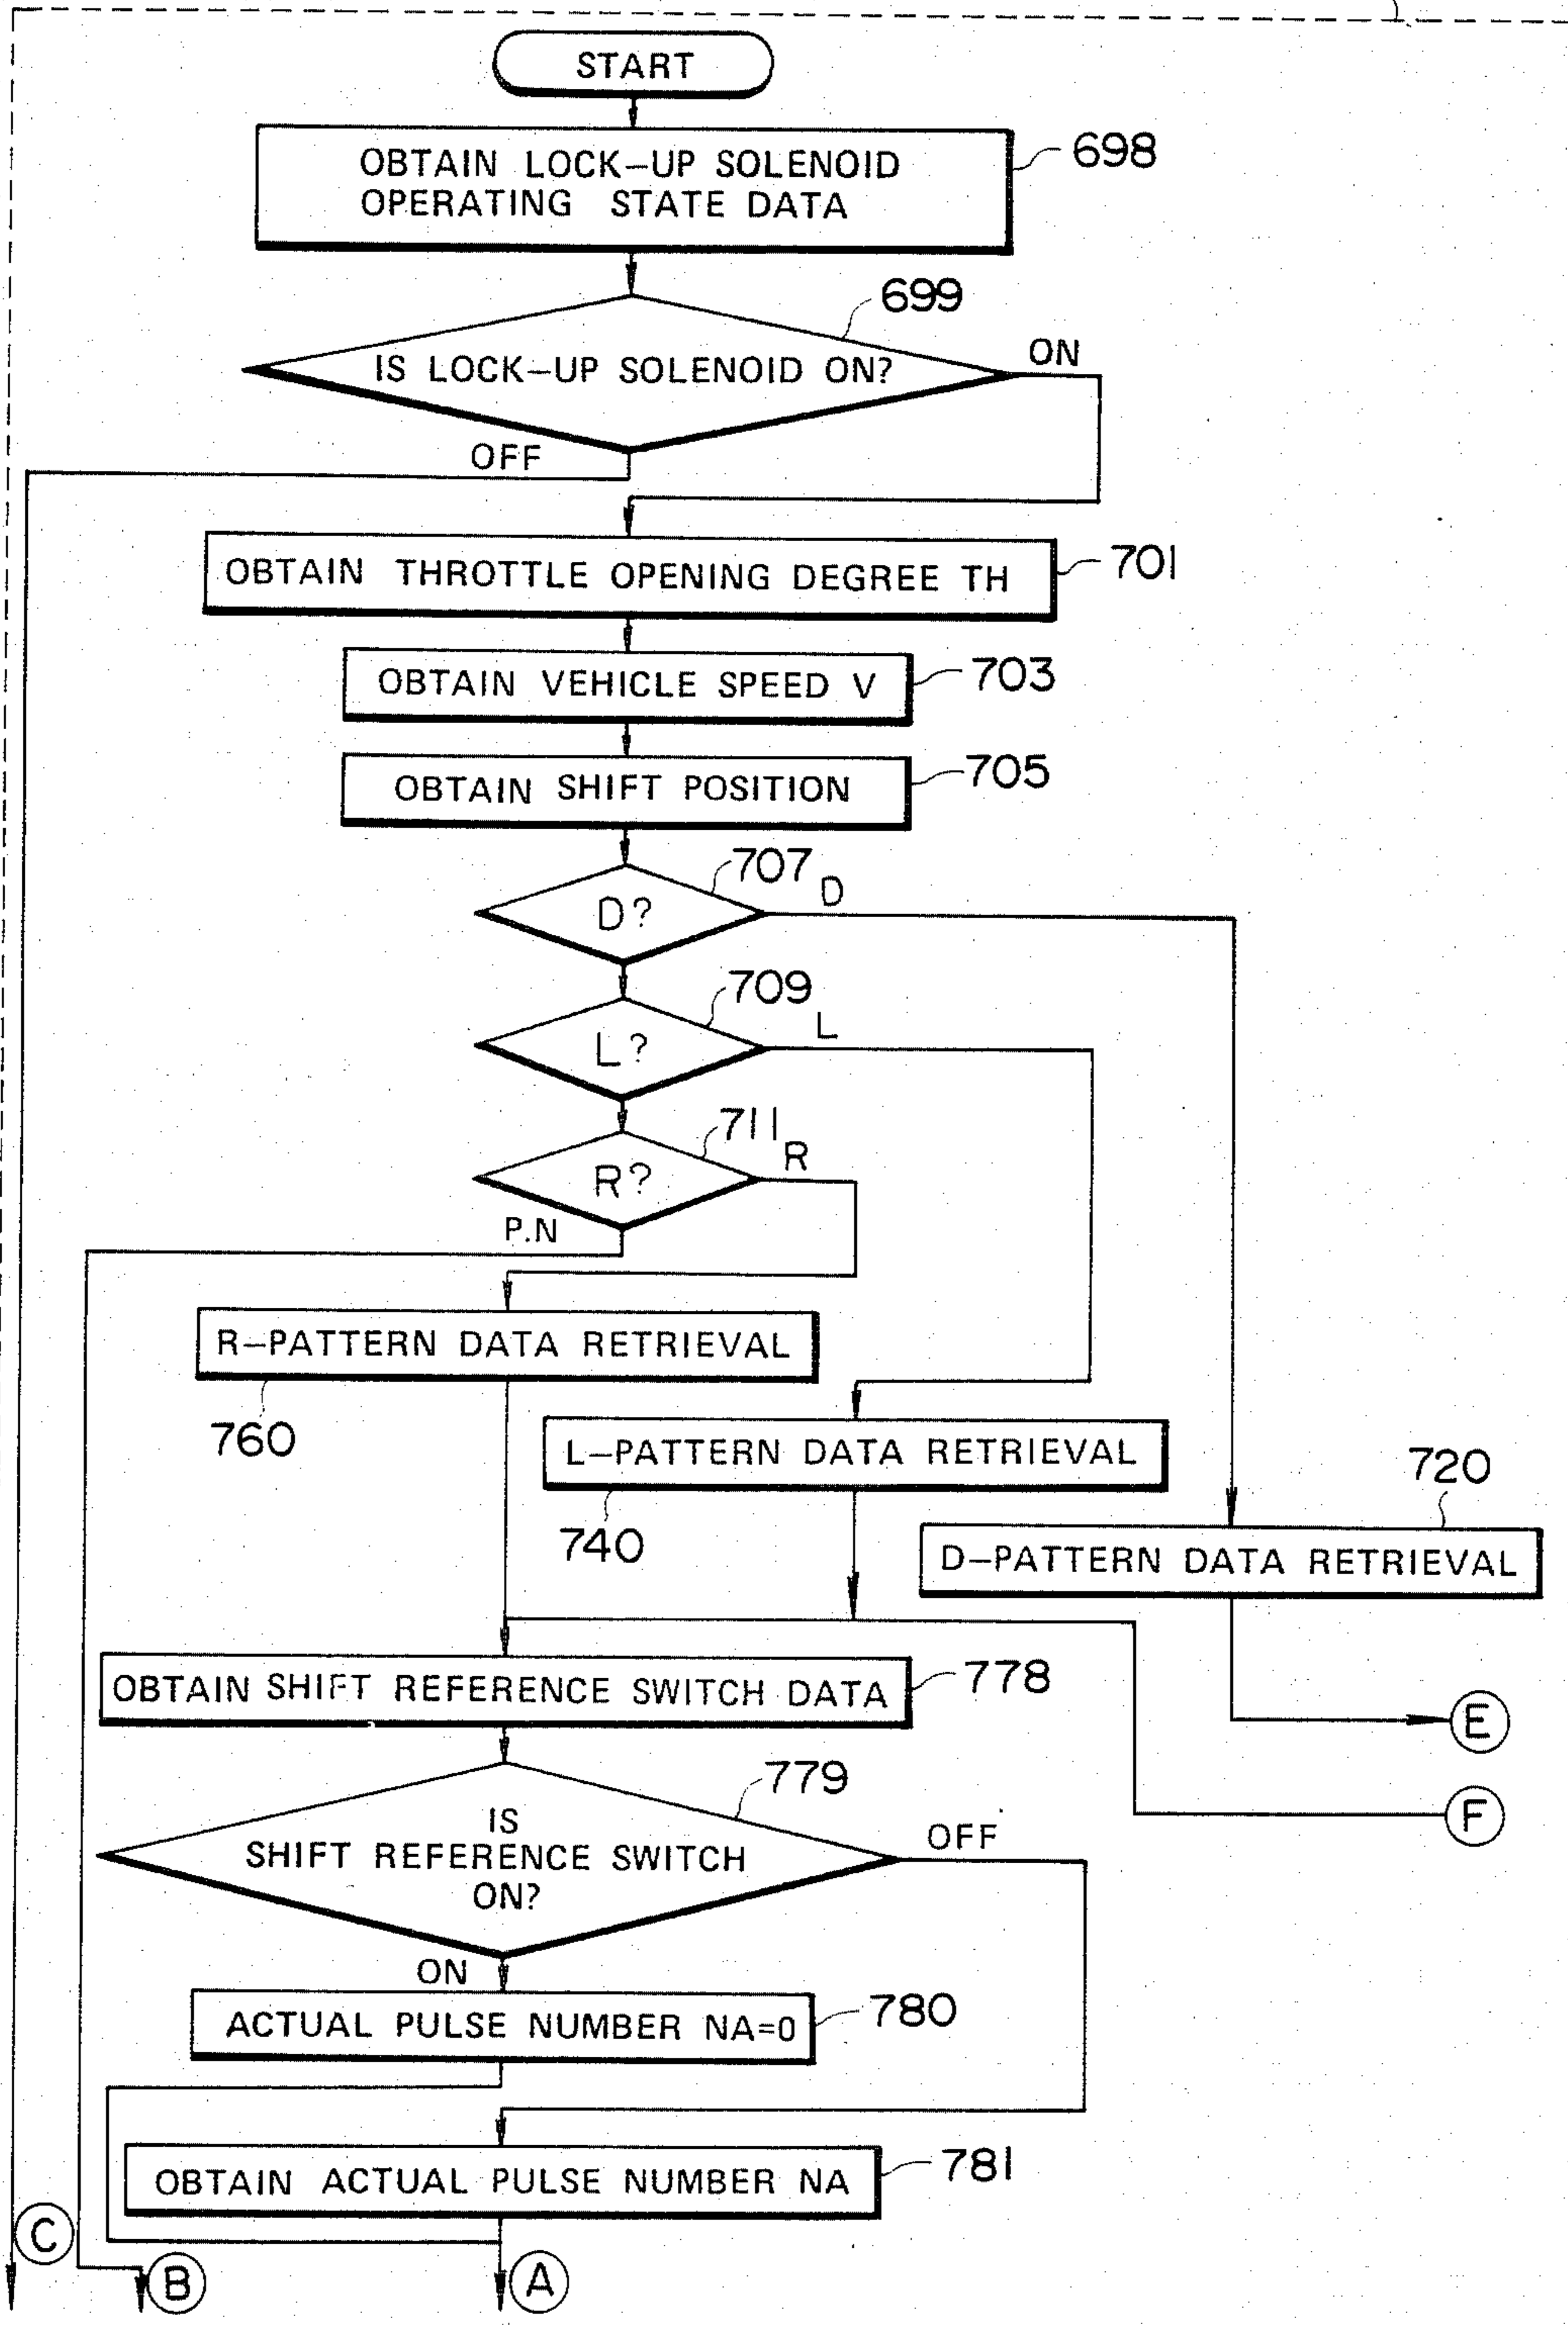 START
OBTAIN LOCK-UP SOLENOID
OPERATING STATE DATA
698
699
IS LOCK-UP SOLENOID ON?
ON
OFF
OBTAIN THROTTLE OPENING DEGREE TH
701
OBTAIN VEHICLE SPEED V
703
OBTAIN SHIFT POSITION
705
707
D
D?
709
L
L?
711
R
R?
P.N
R-PATTERN DATA RETRIEVAL
760
L-PATTERN DATA RETRIEVAL
740
720
D-PATTERN DATA RETRIEVAL
OBTAIN SHIFT REFERENCE SWITCH DATA
778
E
779
F
IS
SHIFT REFERENCE SWITCH
ON?
OFF
ON
ACTUAL PULSE NUMBER NA=0
780
OBTAIN ACTUAL PULSE NUMBER NA
781
C
B
A